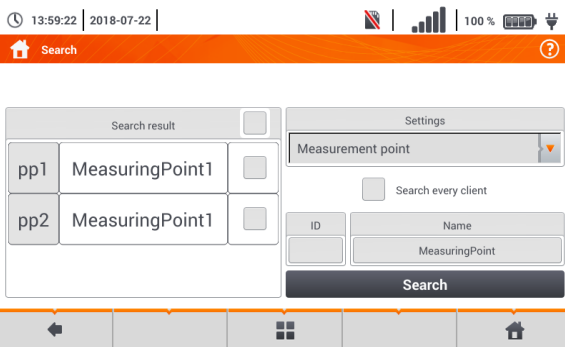 13:59:22 2018-07-22 100 %
Search ?
Search result
pp1 MeasuringPoint1
pp2 MeasuringPoint1
Settings
Measurement point
Search every client
ID Name
MeasuringPoint
Search